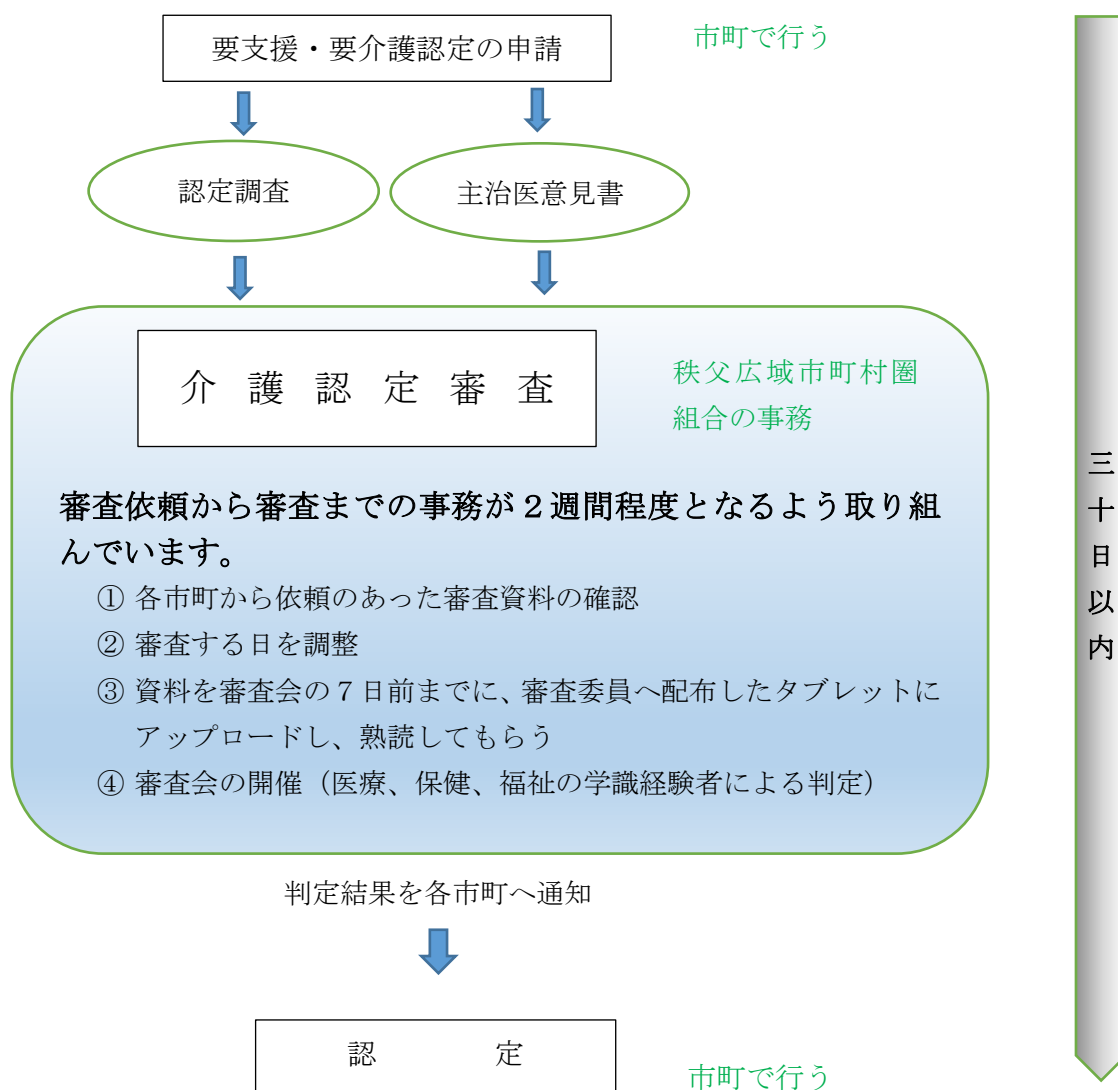 要支援・要介護認定の申請
市町で行う
認定調査
主治医意見書
介護認定審査
秩父広域市町村圏
組合の事務
審査依頼から審査までの事務が２週間程度となるよう取り組
んでいます。
① 各市町から依頼のあった審査資料の確認
② 審査する日を調整
③ 資料を審査会の７日前までに、審査委員へ配布したタブレットに
アップロードし、熟読してもらう
④ 審査会の開催（医療、保健、福祉の学識経験者による判定）
判定結果を各市町へ通知
認定
市町で行う
三十日以内